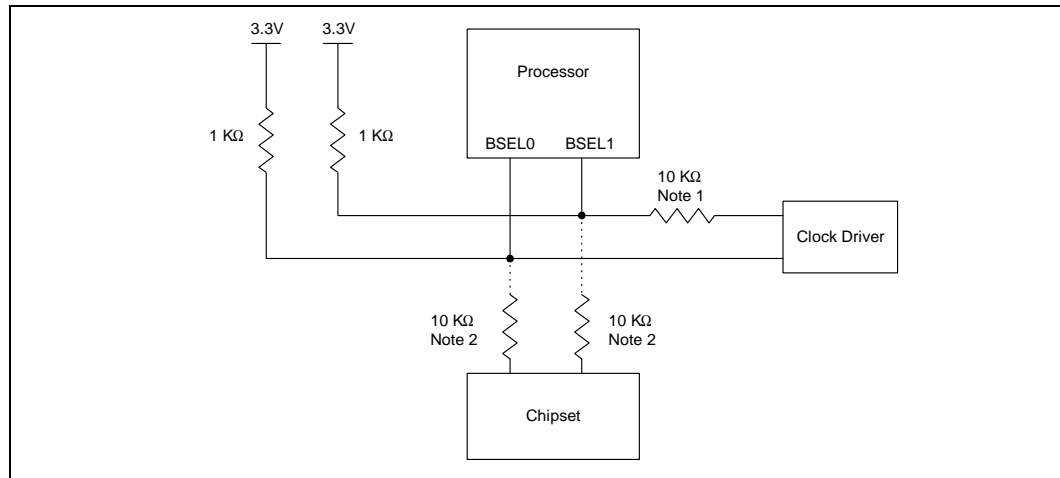 3.3V
3.3V
Processor
1 KΩ
1 KΩ
BSEL0
BSEL1
10 KΩ
Note 1
Clock Driver
10 KΩ
Note 2
10 KΩ
Note 2
Chipset